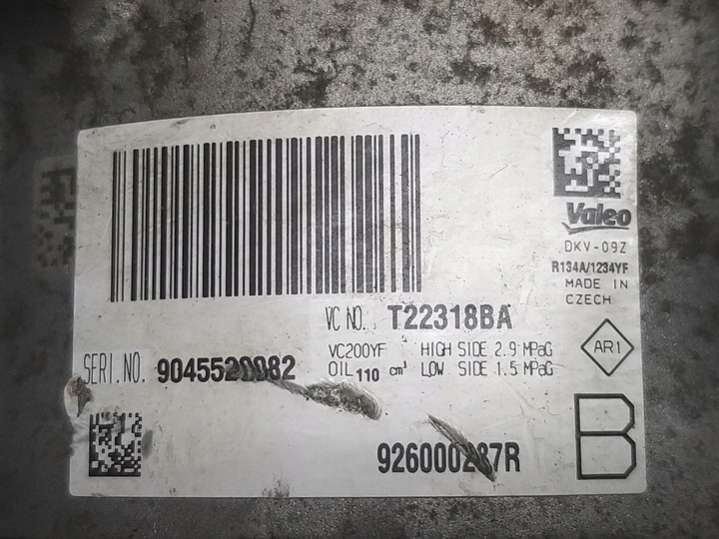 Valeo
DKV-09Z
R134A/1234YF
MADE IN
CZECH
VC NO. T22318BA
VC200YF HIGH SIDE 2.9 MPaG
OIL 110 cm³ LOW SIDE 1.5 MPaG
AR1
SERI.NO. 9045520082
926000287R
B